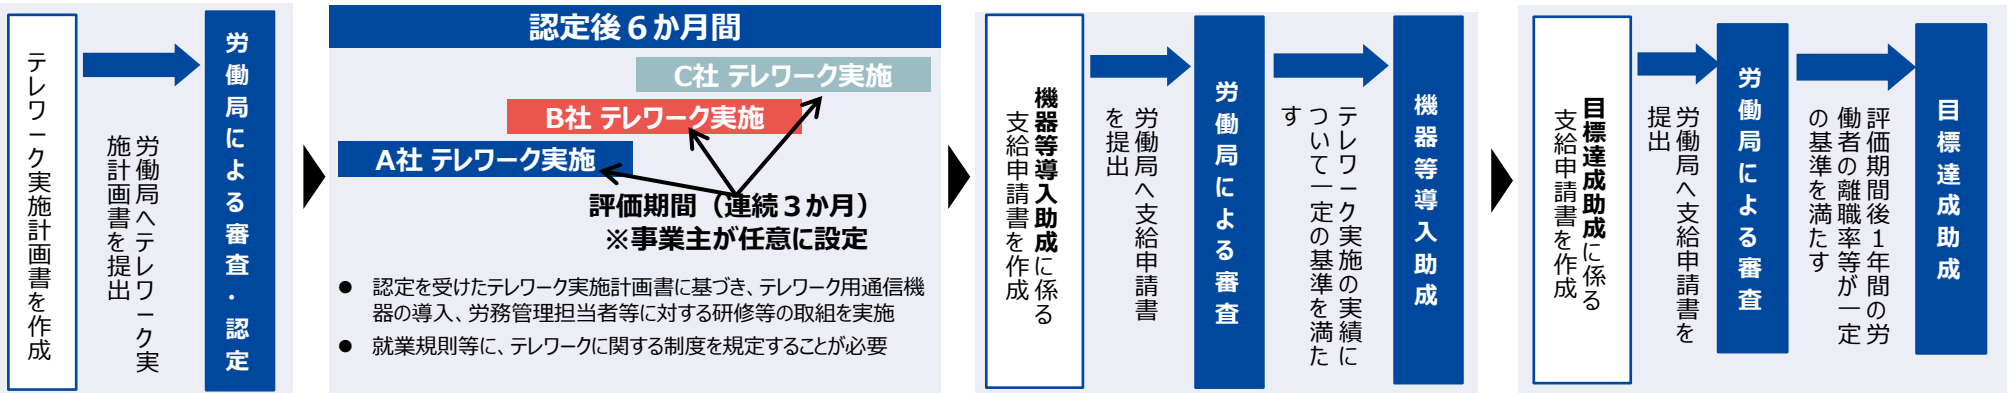 テレワーク実施計画書を作成
労働局へテレワーク実
施計画書を提出
労働局による審査・認定
認定後６か月間
C社 テレワーク実施
B社 テレワーク実施
A社 テレワーク実施
評価期間（連続３か月）
※事業主が任意に設定
● 認定を受けたテレワーク実施計画書に基づき、テレワーク用通信機
器の導入、労務管理担当者等に対する研修等の取組を実施
● 就業規則等に、テレワークに関する制度を規定することが必要
機器等導入助成に係る
支給申請書を作成
労働局へ支給申請書
を提出
労働局による審査
テレワーク実施の実績に
ついて一定の基準を満た
す
機器等導入助成
目標達成助成に係る
支給申請書を作成
労働局へ支給申請書を
提出
労働局による審査
評価期間後１年間の労
働者の離職率等が一定
の基準を満たす
目標達成助成